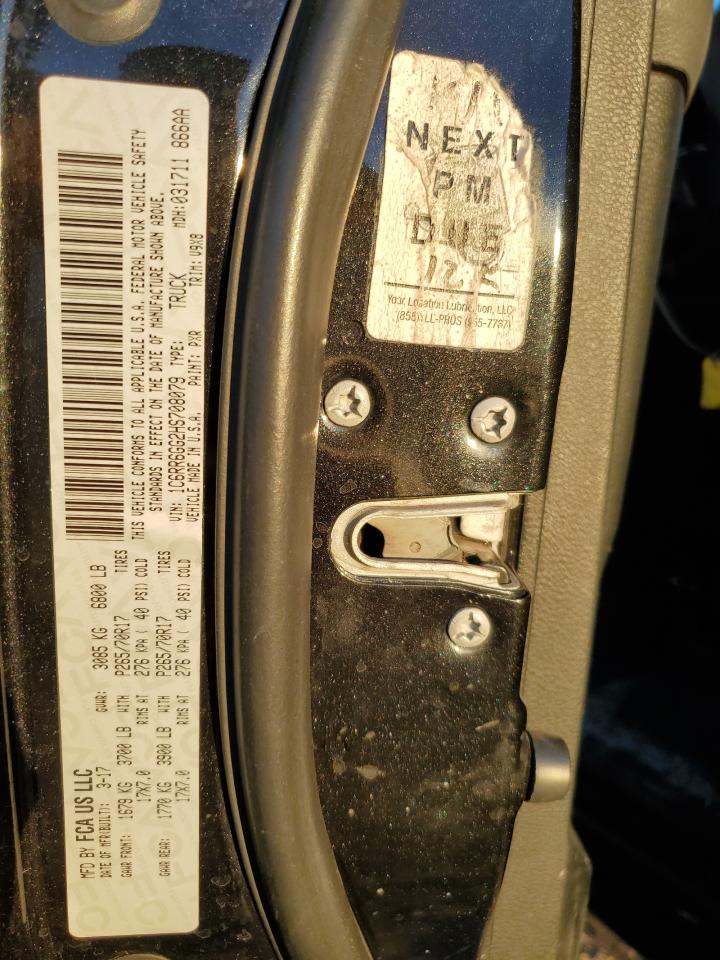 MFD BY FCA US LLC
DATE OF MFR(BUILT): 3-17 GVWR: 3085 KG 6800 LB
GAWR FRONT: 1679 KG 3700 LB WITH P265/70R17 TIRES
17X7.0 RIMS AT 276 KPA ( 40 PSI) COLD
GAWR REAR: 1770 KG 3900 LB WITH P265/70R17 TIRES
17X7.0 RIMS AT 276 KPA ( 40 PSI) COLD
THIS VEHICLE CONFORMS TO ALL APPLICABLE U.S.A. FEDERAL MOTOR VEHICLE SAFETY
STANDARDS IN EFFECT ON THE DATE OF MANUFACTURE SHOWN ABOVE.
VIN: 1C6RR6GG2HS708079 TYPE: TRUCK MDH: 031711 866AA
VEHICLE MADE IN U.S.A. PAINT: PXR TRIM: V9X8
NEXT
PM
DUE
Your Location Lubrication, LLC